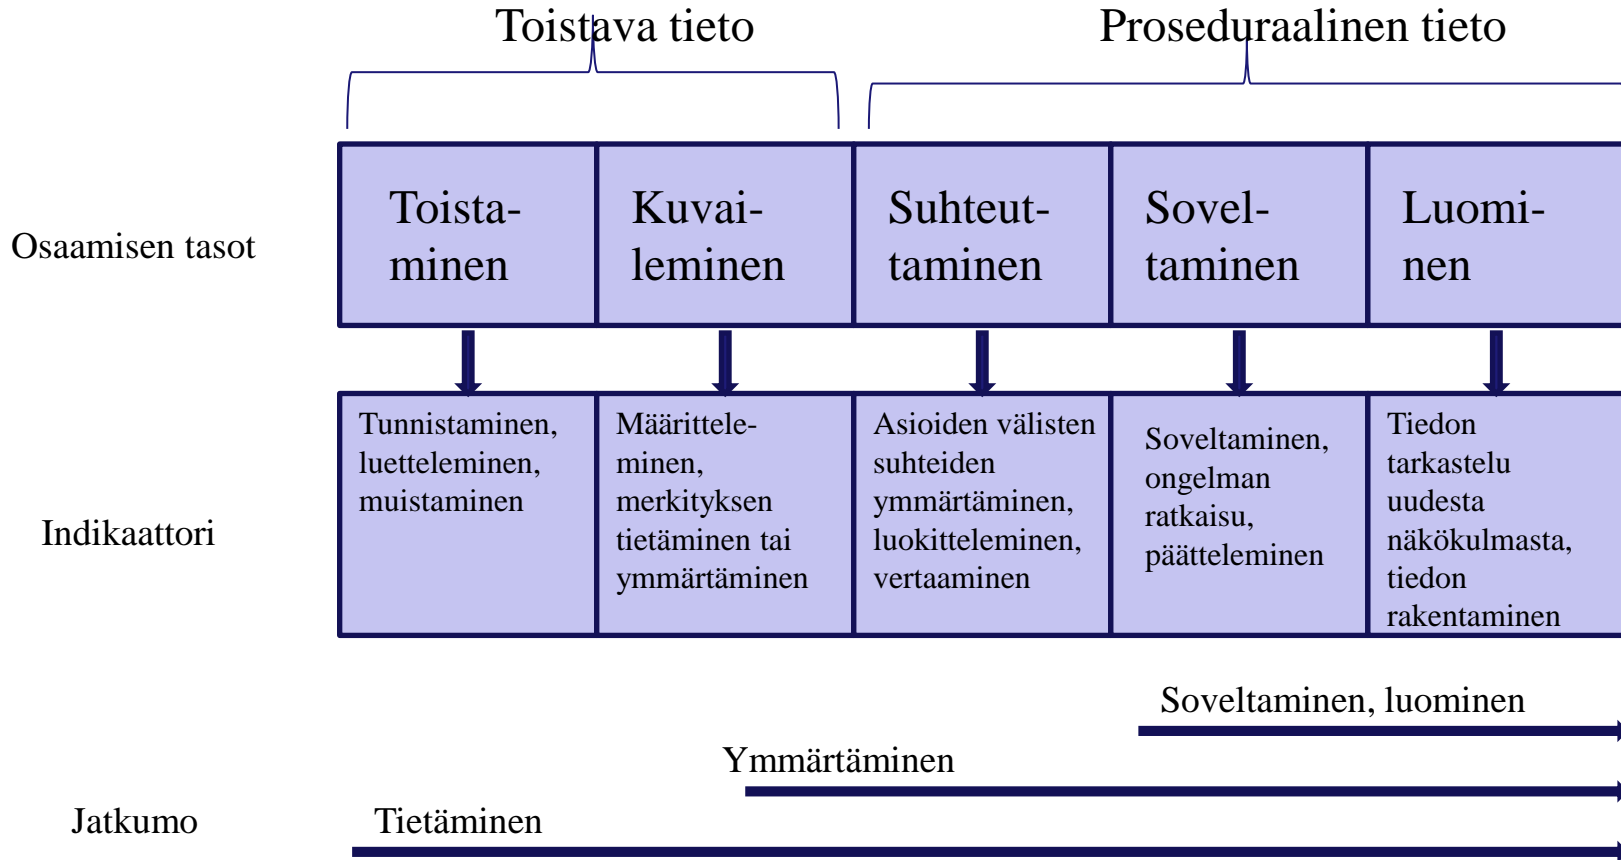 Toistava tieto
Proseduraalinen tieto
Osaamisen tasot
Toista-
minen
Kuvai-
leminen
Suhteut-
taminen
Sovel-
taminen
Luomi-
nen
Indikaattori
Tunnistaminen,
luetteleminen,
muistaminen
Määrittele-
minen,
merkityksen
tietäminen tai
ymmärtäminen
Asioiden välisten
suhteiden
ymmärtäminen,
luokitteleminen,
vertaaminen
Soveltaminen,
ongelman
ratkaisu,
päätteleminen
Tiedon
tarkastelu
uudesta
näkökulmasta,
tiedon
rakentaminen
Soveltaminen, luominen
Ymmärtäminen
Jatkumo
Tietäminen